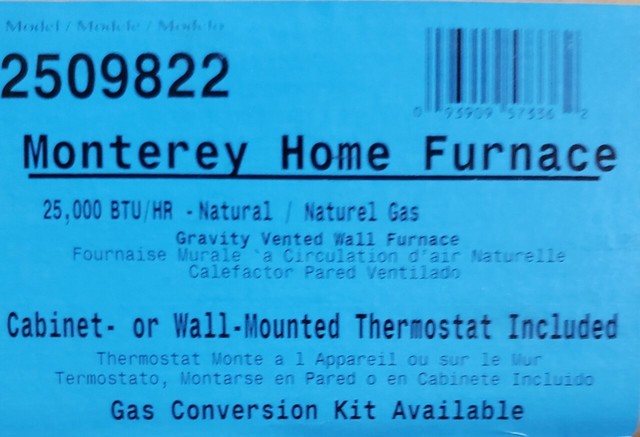 Model / Modele / Modelo
2509822
0 93909 57336 2
Monterey Home Furnace
25,000 BTU/HR - Natural / Naturel Gas
Gravity Vented Wall Furnace
Fournaise Murale `a Circulation d'air Naturelle
Calefactor Pared Ventilado
Cabinet- or Wall-Mounted Thermostat Included
Thermostat Monte a l Appareil ou sur le Mur
Termostato, Montarse en Pared o en Cabinete Incluido
Gas Conversion Kit Available